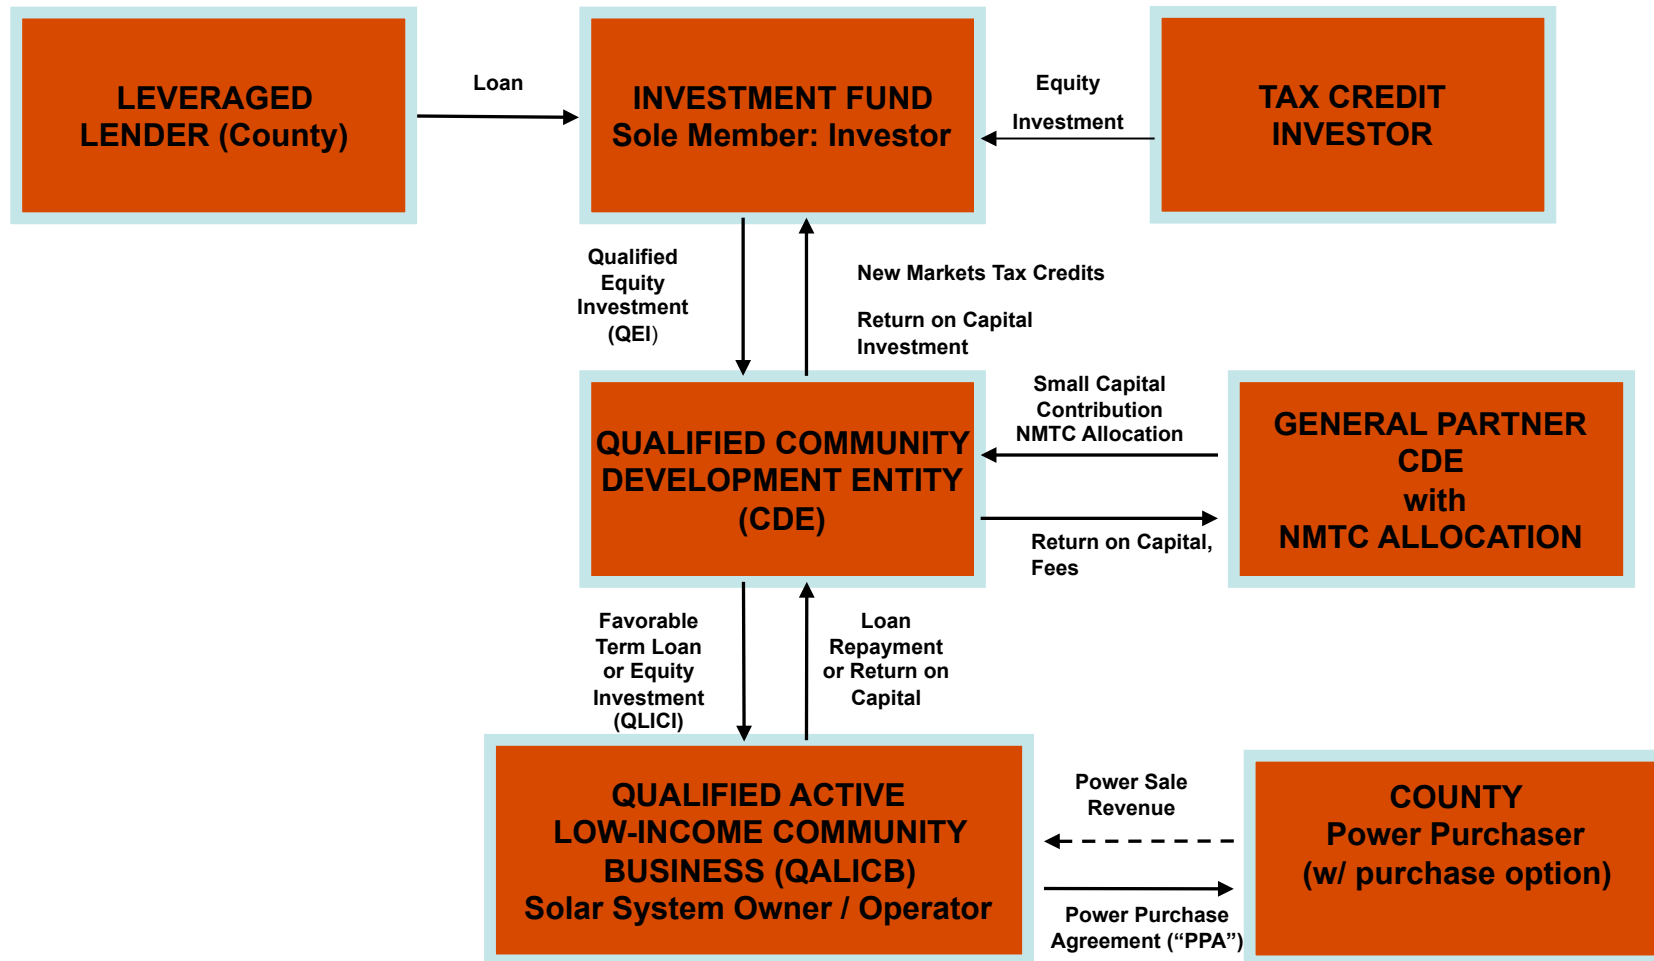 LEVERAGED
LENDER (County)
Loan
INVESTMENT FUND
Sole Member: Investor
Equity
Investment
TAX CREDIT
INVESTOR
Qualified
Equity
Investment
(QEI)
New Markets Tax Credits
Return on Capital
Investment
QUALIFIED COMMUNITY
DEVELOPMENT ENTITY
(CDE)
Small Capital
Contribution
NMTC Allocation
Return on Capital,
Fees
GENERAL PARTNER
CDE
with
NMTC ALLOCATION
Favorable
Term Loan
or Equity
Investment
(QLICI)
Loan
Repayment
or Return on
Capital
QUALIFIED ACTIVE
LOW-INCOME COMMUNITY
BUSINESS (QALICB)
Solar System Owner / Operator
Power Sale
Revenue
Power Purchase
Agreement (“PPA”)
COUNTY
Power Purchaser
(w/ purchase option)